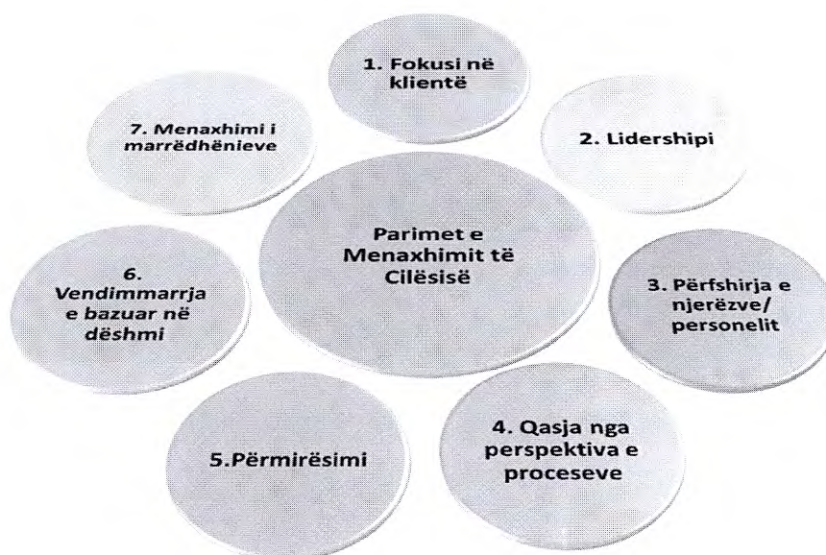 1. Fokusi në
klientë
2. Lidershipi
3. Përfshirja e
njerëzve/
personelit
4. Qasja nga
perspektiva e
proceseve
5.Përmirësimi
6.
Vendimmarrja
e bazuar në
dëshmi
7. Menaxhimi i
marrëdhënieve
Parimet e
Menaxhimit të
Cilësisë